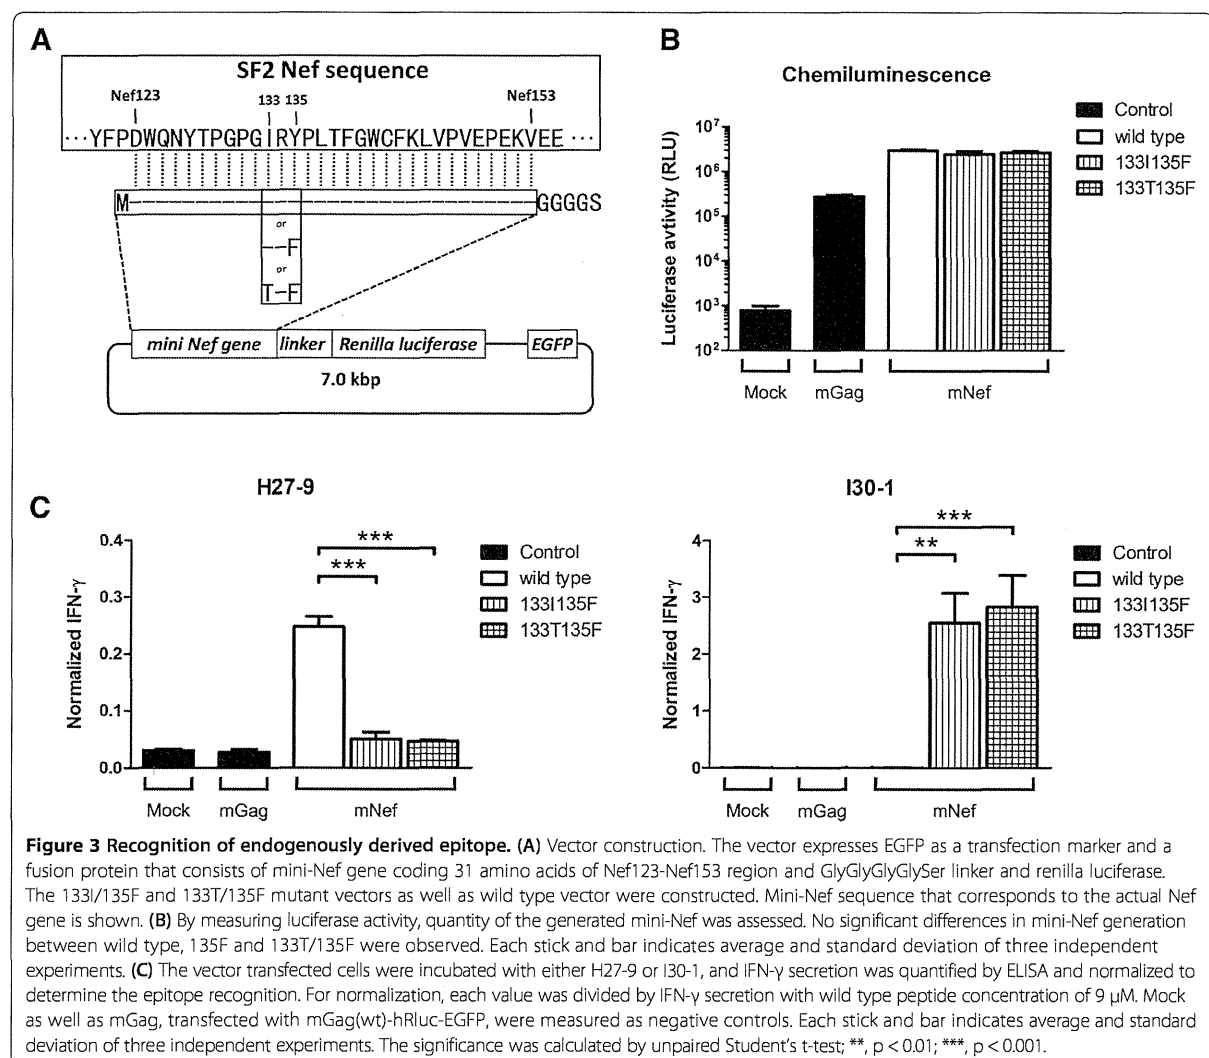 A
SF2 Nef sequence
Nef123 133 135 Nef153
···YFPDWQNYTPGPGIRYPLTFGWCFKLVPVEPEKVEE···
M GGGGS
or
--F
or
T-F
mini Nef gene linker Renilla luciferase EGFP
7.0 kbp
B
Chemiluminescence
Luciferase avtivity (RLU)
10⁷
10⁶
10⁵
10⁴
10³
10²
Mock mGag mNef
Control
wild type
133I135F
133T135F
C
H27-9
Normalized IFN-γ
0.4
0.3
0.2
0.1
0.0
***
***
Mock mGag mNef
Control
wild type
133I135F
133T135F
I30-1
Normalized IFN-γ
4
3
2
1
0
***
**
Mock mGag mNef
Control
wild type
133I135F
133T135F
Figure 3 Recognition of endogenously derived epitope. (A) Vector construction. The vector expresses EGFP as a transfection marker and a
fusion protein that consists of mini-Nef gene coding 31 amino acids of Nef123-Nef153 region and GlyGlyGlyGlySer linker and renilla luciferase.
The 133I/135F and 133T/135F mutant vectors as well as wild type vector were constructed. Mini-Nef sequence that corresponds to the actual Nef
gene is shown. (B) By measuring luciferase activity, quantity of the generated mini-Nef was assessed. No significant differences in mini-Nef generation
between wild type, 135F and 133T/135F were observed. Each stick and bar indicates average and standard deviation of three independent
experiments. (C) The vector transfected cells were incubated with either H27-9 or I30-1, and IFN-γ secretion was quantified by ELISA and normalized to
determine the epitope recognition. For normalization, each value was divided by IFN-γ secretion with wild type peptide concentration of 9 μM. Mock
as well as mGag, transfected with mGag(wt)-hRluc-EGFP, were measured as negative controls. Each stick and bar indicates average and standard
deviation of three independent experiments. The significance was calculated by unpaired Student's t-test; **, p < 0.01; ***, p < 0.001.